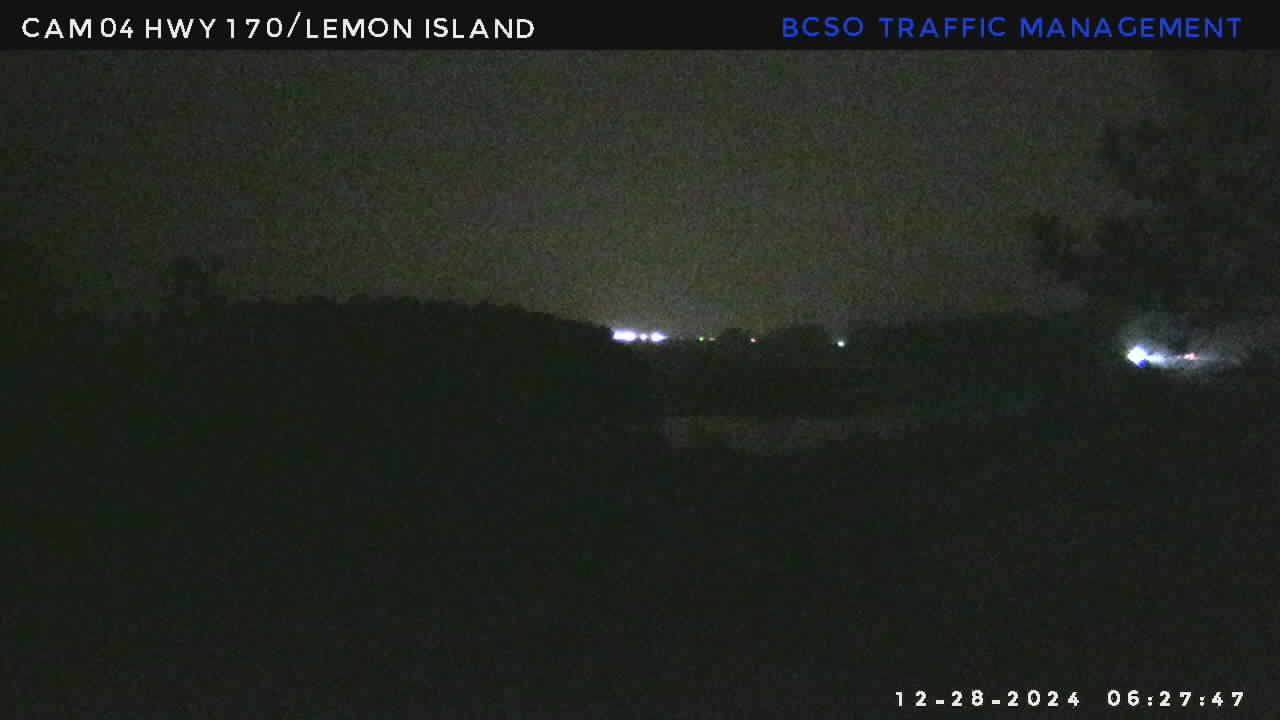 CAM04 HWY 170/LEMON ISLAND
BCSO TRAFFIC MANAGEMENT
12-28-2024 06:27:47